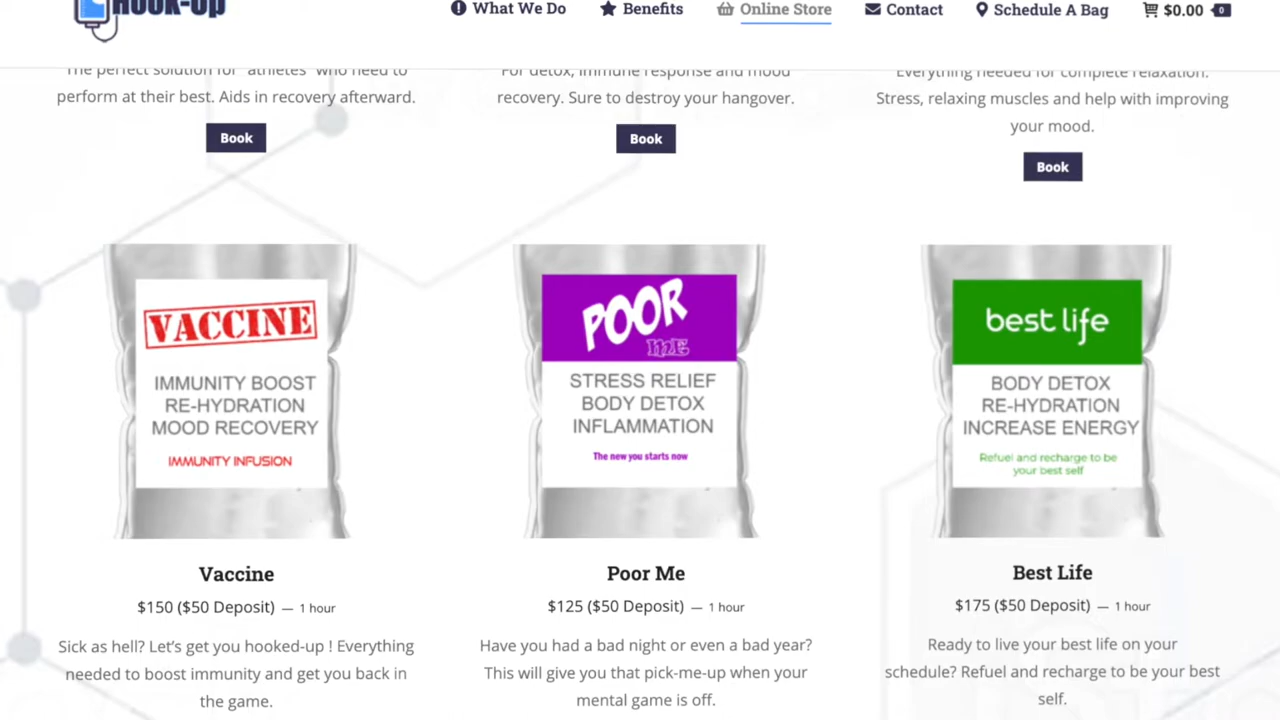 Hook-Up
What We Do Benefits Online Store Contact Schedule A Bag $0.00 0
The perfect solution for "athletes" who need to
perform at their best. Aids in recovery afterward.
Book
For detox, immune response and mood
recovery. Sure to destroy your hangover.
Book
Everything needed for complete relaxation.
Stress, relaxing muscles and help with improving
your mood.
Book
VACCINE
IMMUNITY BOOST
RE-HYDRATION
MOOD RECOVERY
IMMUNITY INFUSION
Vaccine
$150 ($50 Deposit) — 1 hour
Sick as hell? Let’s get you hooked-up ! Everything
needed to boost immunity and get you back in
the game.
POOR
ME
STRESS RELIEF
BODY DETOX
INFLAMMATION
The new you starts now
Poor Me
$125 ($50 Deposit) — 1 hour
Have you had a bad night or even a bad year?
This will give you that pick-me-up when your
mental game is off.
best life
BODY DETOX
RE-HYDRATION
INCREASE ENERGY
Refuel and recharge to be
your best self
Best Life
$175 ($50 Deposit) — 1 hour
Ready to live your best life on your
schedule? Refuel and recharge to be your best
self.